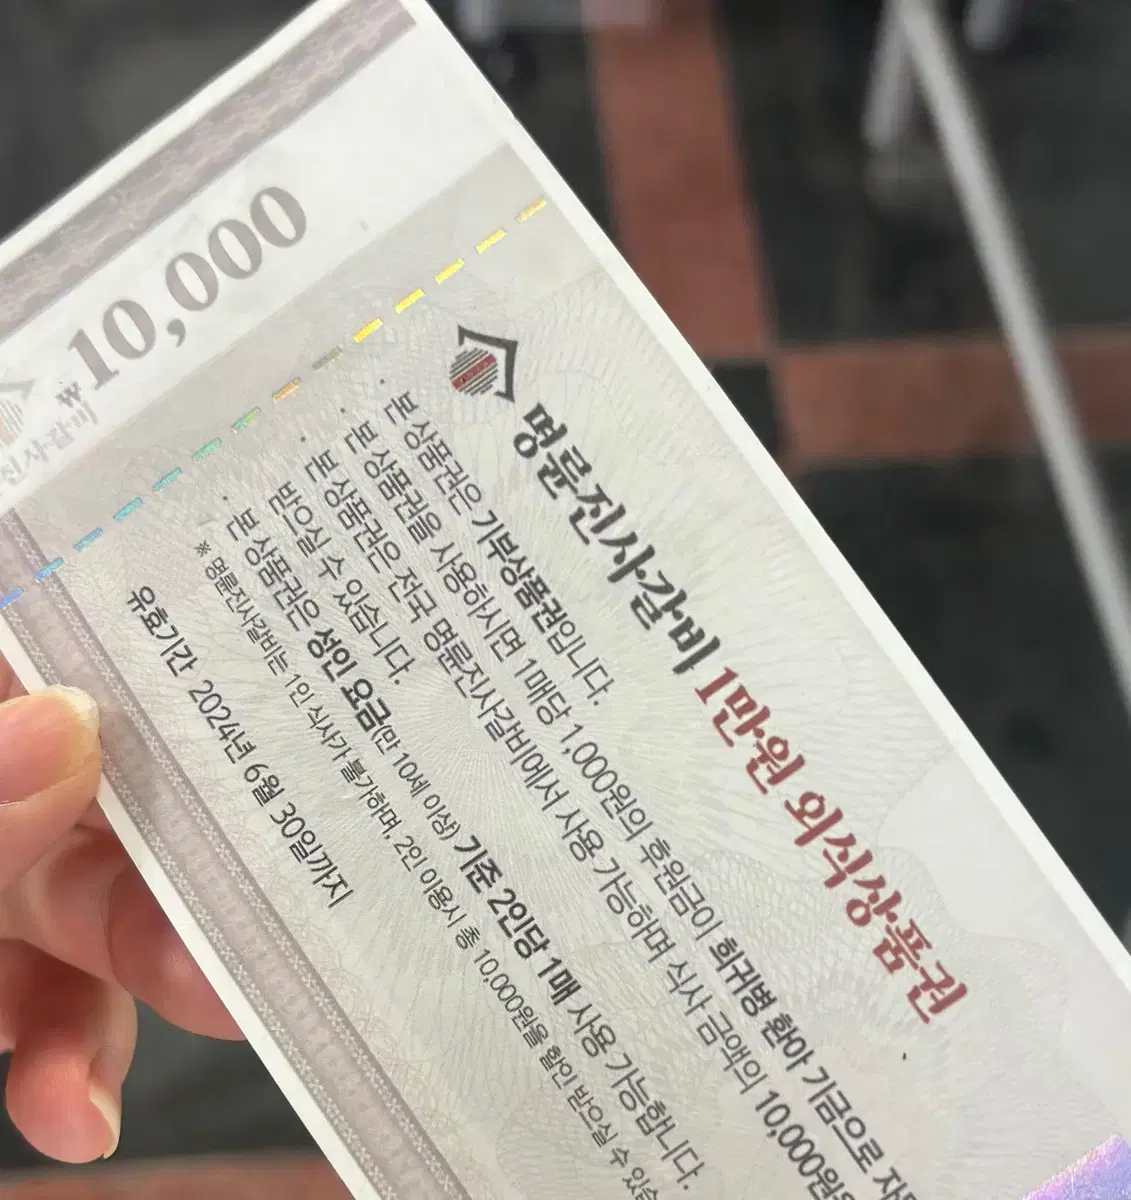 ₩10,000
진사갈비
명륜진사갈비 1만원 외식상품권
· 본 상품권은 기부상품권입니다.
· 본 상품권을 사용하시면 1매당 1,000원의 후원금이 희귀병 환아 기금으로
· 본 상품권은 전국 명륜진사갈비에서 사용 가능하며 식사 금액의 10,000원을
받으실 수 있습니다.
· 본 상품권은 성인 요금(만 10세 이상) 기준 2인당 1매 사용 가능합니다.
※ 명륜진사갈비는 1인 식사가 불가하며, 2인 이용시 총 10,000원을 할인 받으실 수
유효기간 2024년 6월 30일까지